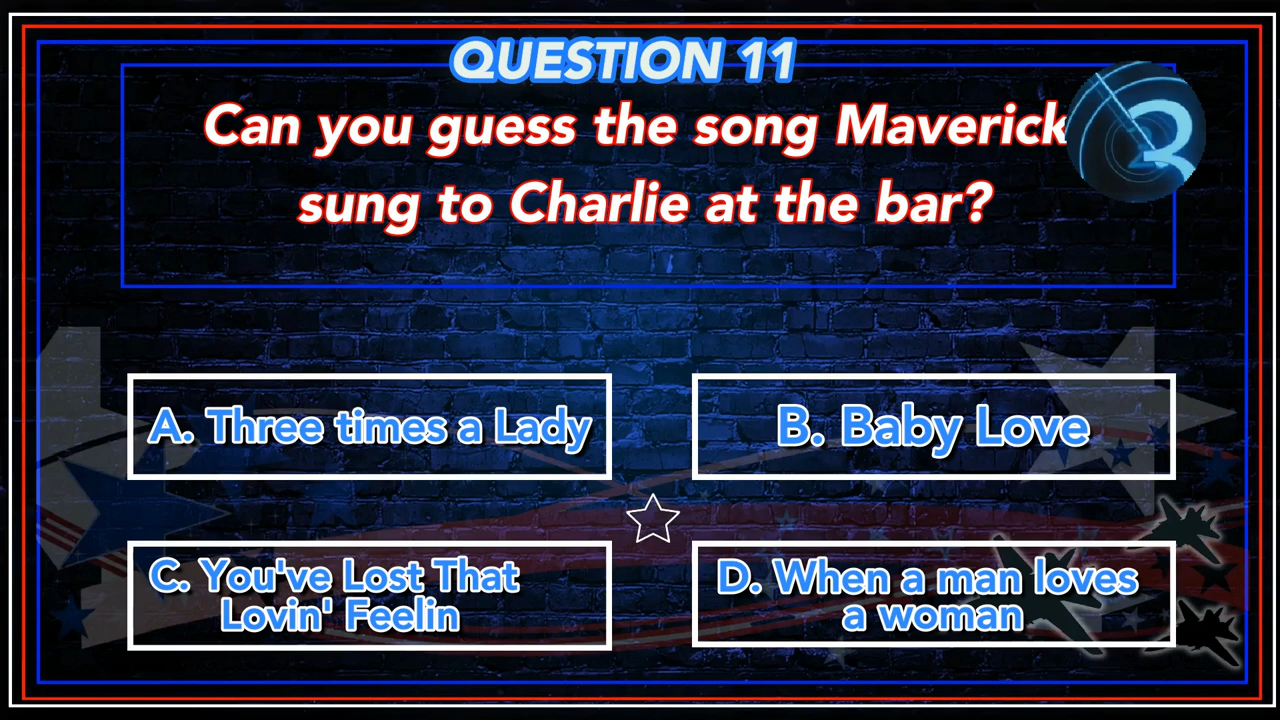 QUESTION 11
Can you guess the song Maverick
sung to Charlie at the bar?
3
A. Three times a Lady
B. Baby Love
C. You've Lost That
Lovin' Feelin
D. When a man loves
a woman